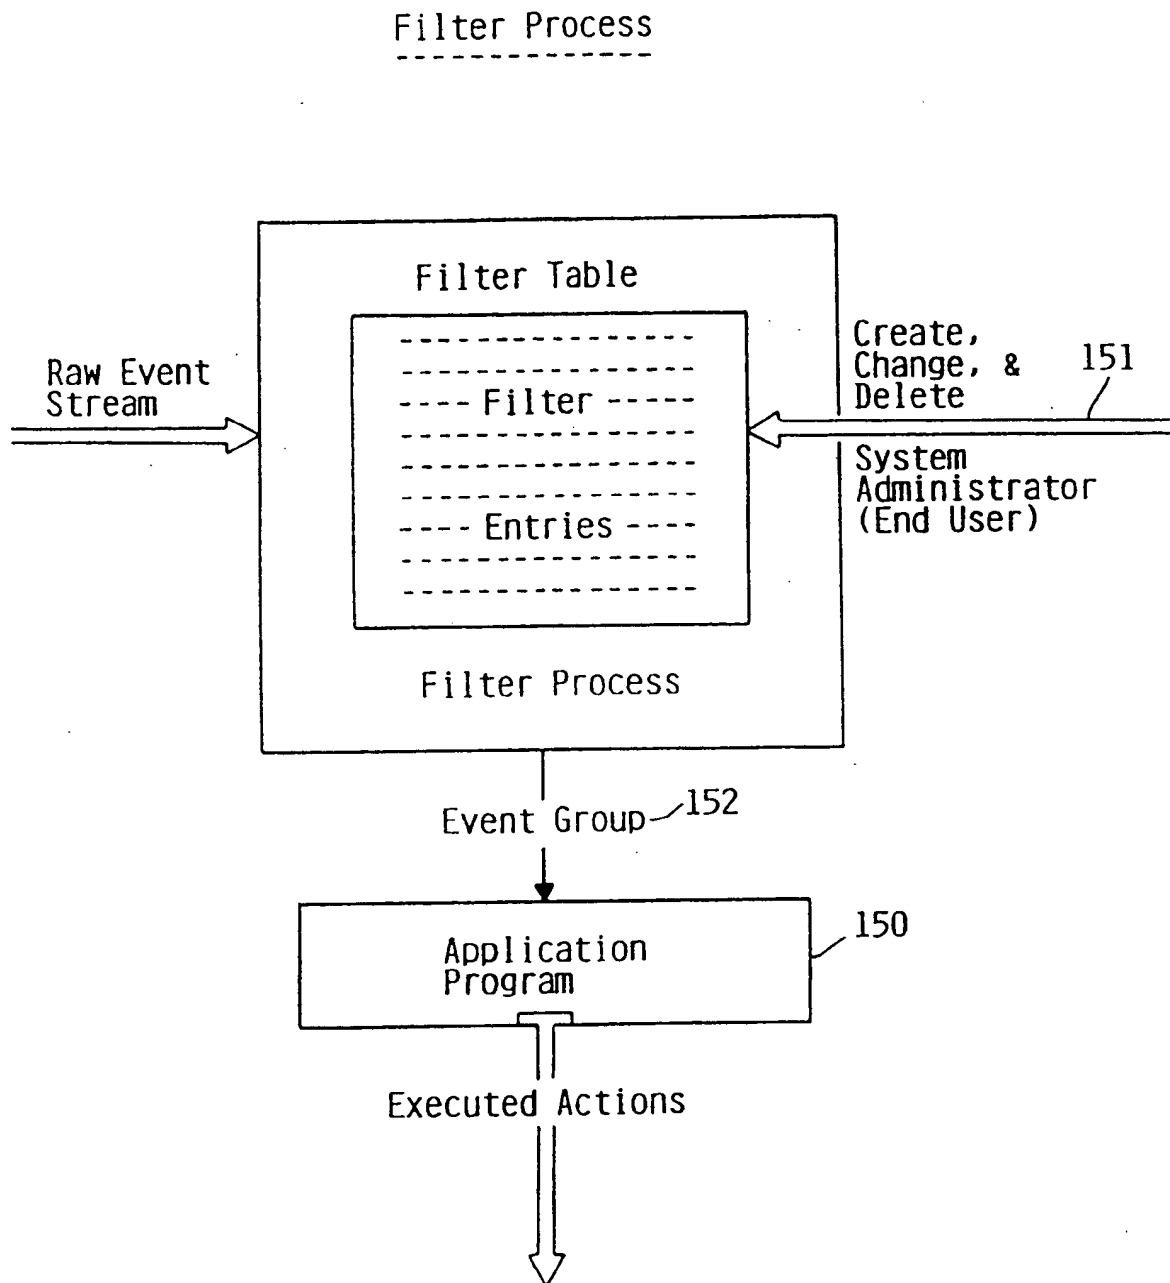 Filter Process
Filter Table
Raw Event
Stream
Filter
Entries
Create,
Change, &
Delete
151
System
Administrator
(End User)
Filter Process
Event Group
152
Application
Program
150
Executed Actions